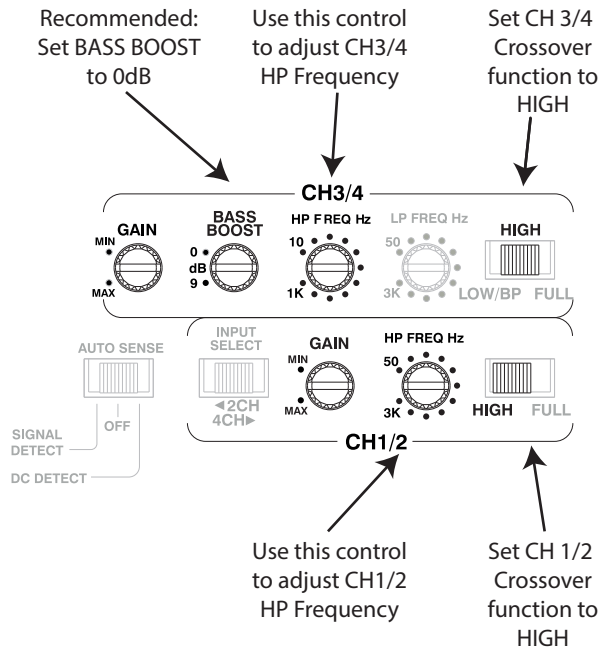 Recommended:
Set BASS BOOST
to 0dB
Use this control
to adjust CH3/4
HP Frequency
Set CH 3/4
Crossover
function to
HIGH
CH3/4
GAIN
MIN
MAX
BASS
BOOST
0
dB
9
HP FREQ Hz
10
1K
LP FREQ Hz
50
3K
HIGH
LOW/BP FULL
AUTO SENSE
OFF
SIGNAL
DETECT
DC DETECT
INPUT
SELECT
◄2CH
4CH►
GAIN
MIN
MAX
HP FREQ Hz
50
3K
HIGH FULL
CH1/2
Use this control
to adjust CH1/2
HP Frequency
Set CH 1/2
Crossover
function to
HIGH